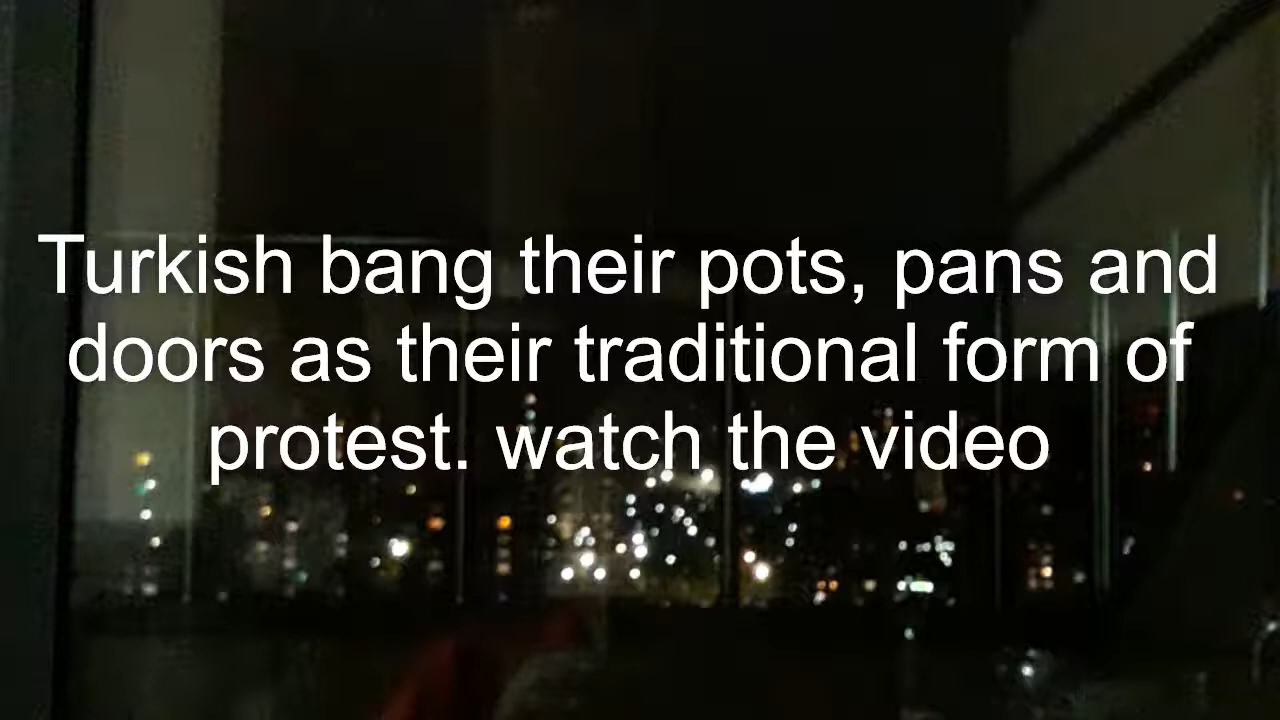 Turkish bang their pots, pans and
doors as their traditional form of
protest. watch the video